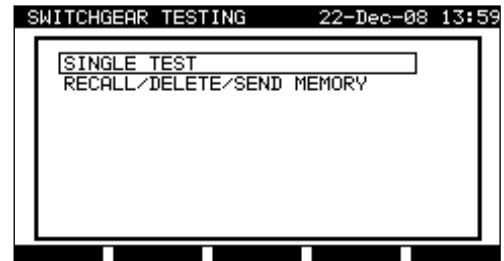 SWITCHGEAR TESTING 22-Dec-08 13:59
SINGLE TEST
RECALL/DELETE/SEND MEMORY